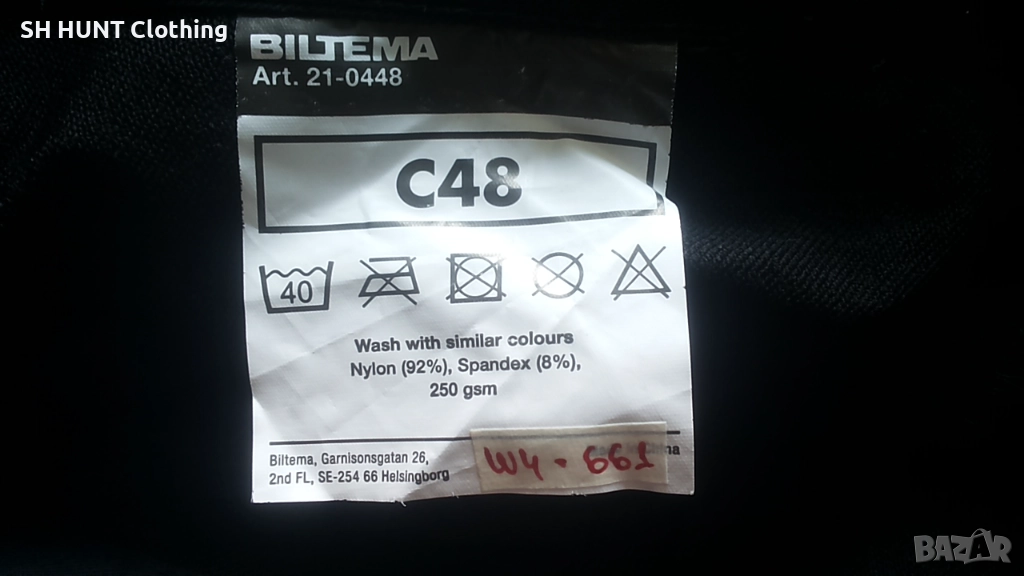 SH HUNT Clothing
BILTEMA
Art. 21-0448
C48
40
Wash with similar colours
Nylon (92%), Spandex (8%),
250 gsm
Biltema, Garnisonsgatan 26,
2nd FL, SE-254 66 Helsingborg
W4-661
BAZAR